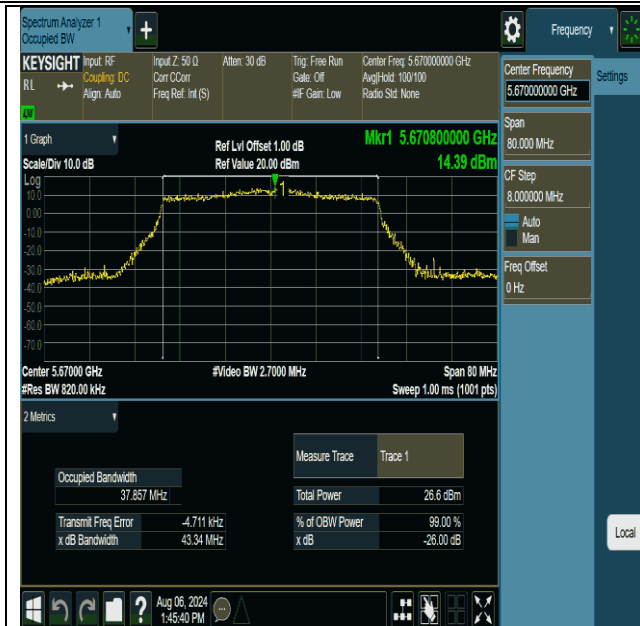 Spectrum Analyzer 1
Occupied BW
+
Frequency
KEYSIGHT
RL
Input: RF
Coupling: DC
Align: Auto
Input Z: 50 Ω
Corr CCorr
Freq Ref: Int (S)
Atten: 30 dB
Trig: Free Run
Gate: Off
#IF Gain: Low
Center Freq: 5.670000000 GHz
Avg|Hold: 100/100
Radio Std: None
Center Frequency
5.670000000 GHz
Settings
Span
80.000 MHz
CF Step
8.000000 MHz
Auto
Man
Freq Offset
0 Hz
1 Graph
Scale/Div 10.0 dB
Ref Lvl Offset 1.00 dB
Ref Value 20.00 dBm
Mkr1 5.670800000 GHz
14.39 dBm
Log
10.0
0.00
-10.0
-20.0
-30.0
-40.0
-50.0
-60.0
-70.0
1
Center 5.67000 GHz
#Res BW 820.00 kHz
#Video BW 2.7000 MHz
Span 80 MHz
Sweep 1.00 ms (1001 pts)
2 Metrics
Measure Trace Trace 1
Occupied Bandwidth
37.857 MHz
Total Power 26.6 dBm
Transmit Freq Error -4.711 kHz
% of OBW Power 99.00 %
x dB Bandwidth 43.34 MHz
x dB -26.00 dB
Local
?
Aug 06, 2024
1:45:40 PM